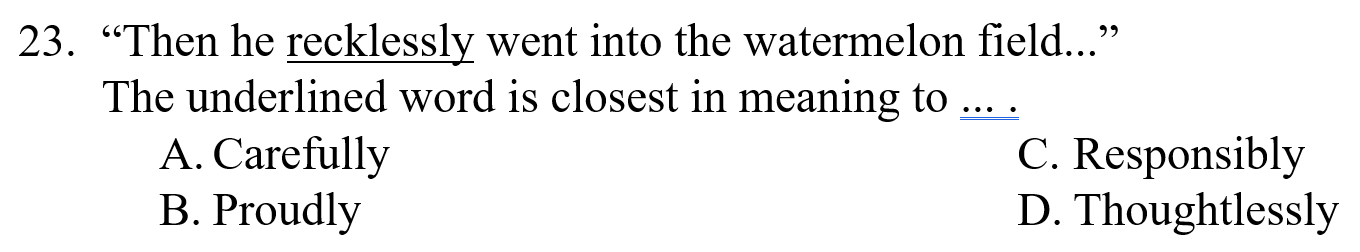 23. “Then he recklessly went into the watermelon field...”
The underlined word is closest in meaning to ... .
A. Carefully C. Responsibly
B. Proudly D. Thoughtlessly